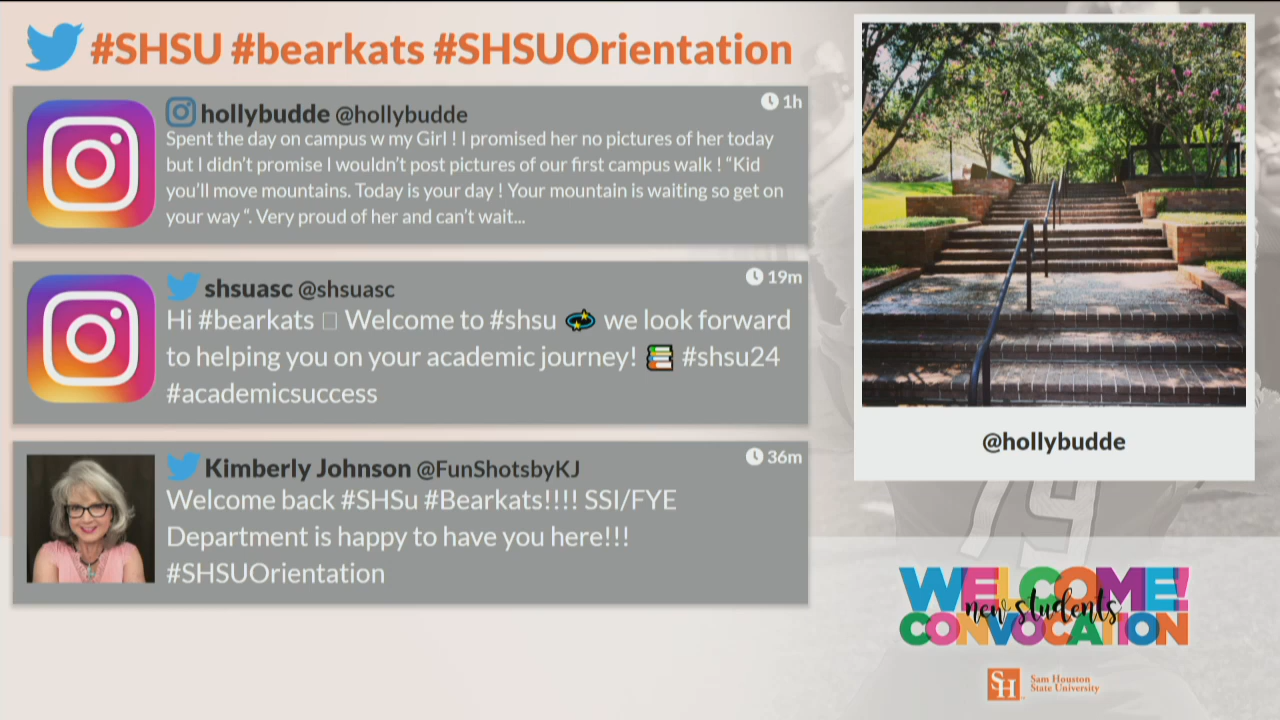 #SHSU #bearkats #SHSUOrientation
hollybudde @hollybudde
1h
Spent the day on campus w my Girl ! I promised her no pictures of her today
but I didn't promise I wouldn't post pictures of our first campus walk ! “Kid
you'll move mountains. Today is your day ! Your mountain is waiting so get on
your way “. Very proud of her and can't wait...
shsuasc @shsuasc
19m
Hi #bearkats Welcome to #shsu 💫 we look forward
to helping you on your academic journey! 📚 #shsu24
#academicsuccess
Kimberly Johnson @FunShotsbyKJ
36m
Welcome back #SHSu #Bearkats!!!! SSI/FYE
Department is happy to have you here!!!
#SHSUOrientation
@hollybudde
79
WELCOME!
new students
CONVOCATION
SH
Sam Houston
State University